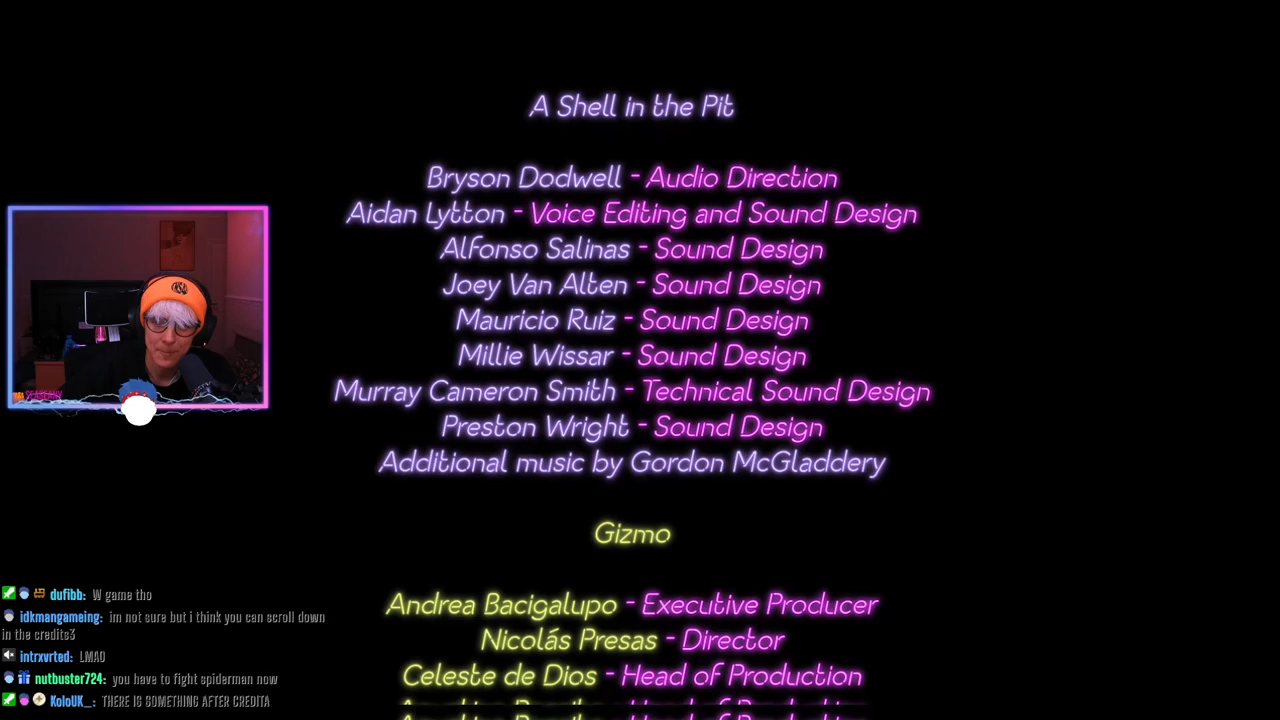 A Shell in the Pit
Bryson Dodwell - Audio Direction
Aidan Lytton - Voice Editing and Sound Design
Alfonso Salinas - Sound Design
Joey Van Alten - Sound Design
Mauricio Ruiz - Sound Design
Millie Wissar - Sound Design
Murray Cameron Smith - Technical Sound Design
Preston Wright - Sound Design
Additional music by Gordon McGladdery
Gizmo
Andrea Bacigalupo - Executive Producer
Nicolás Presas - Director
Celeste de Dios - Head of Production
dufibb: W game tho
idkmangameing: im not sure but i think you can scroll down
in the credits3
intrxvrted: LMAO
nutbuster724: you have to fight spiderman now
KoloUK_: THERE IS SOMETHING AFTER CREDITA